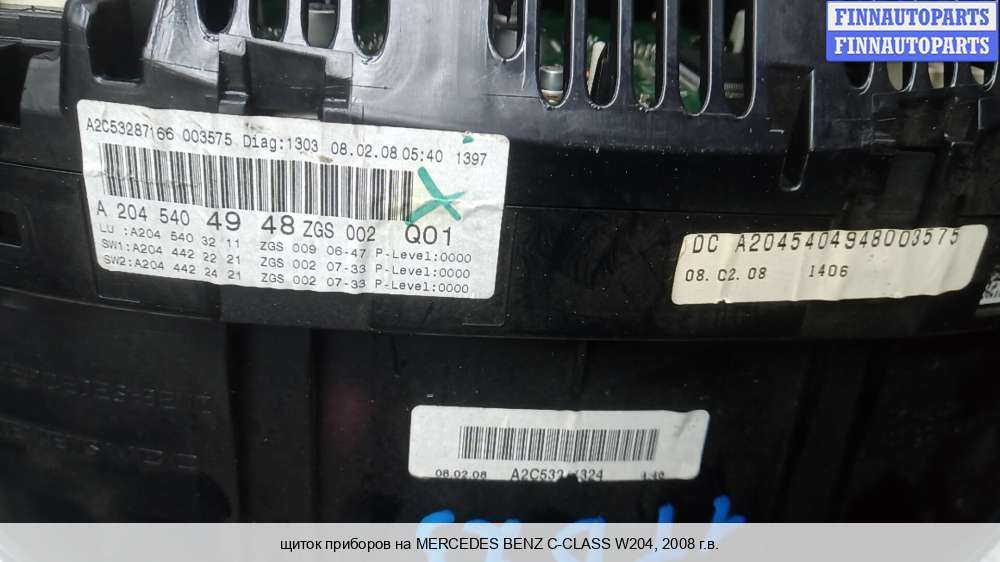 FINNAUTOPARTS
FINNAUTOPARTS
A2C53287166 003575 Diag:1303 08.02.08 05:40 1397
A 204 540 49 48 ZGS 002 Q01
LU :A204 540 32 11 ZGS 009 06-47 P-Level:0000
SW1:A204 442 22 21 ZGS 002 07-33 P-Level:0000
SW2:A204 442 24 21 ZGS 002 07-33 P-Level:0000
DC A2045404948003575
08.02.08 1406
щиток приборов на MERCEDES BENZ C-CLASS W204, 2008 г.в.